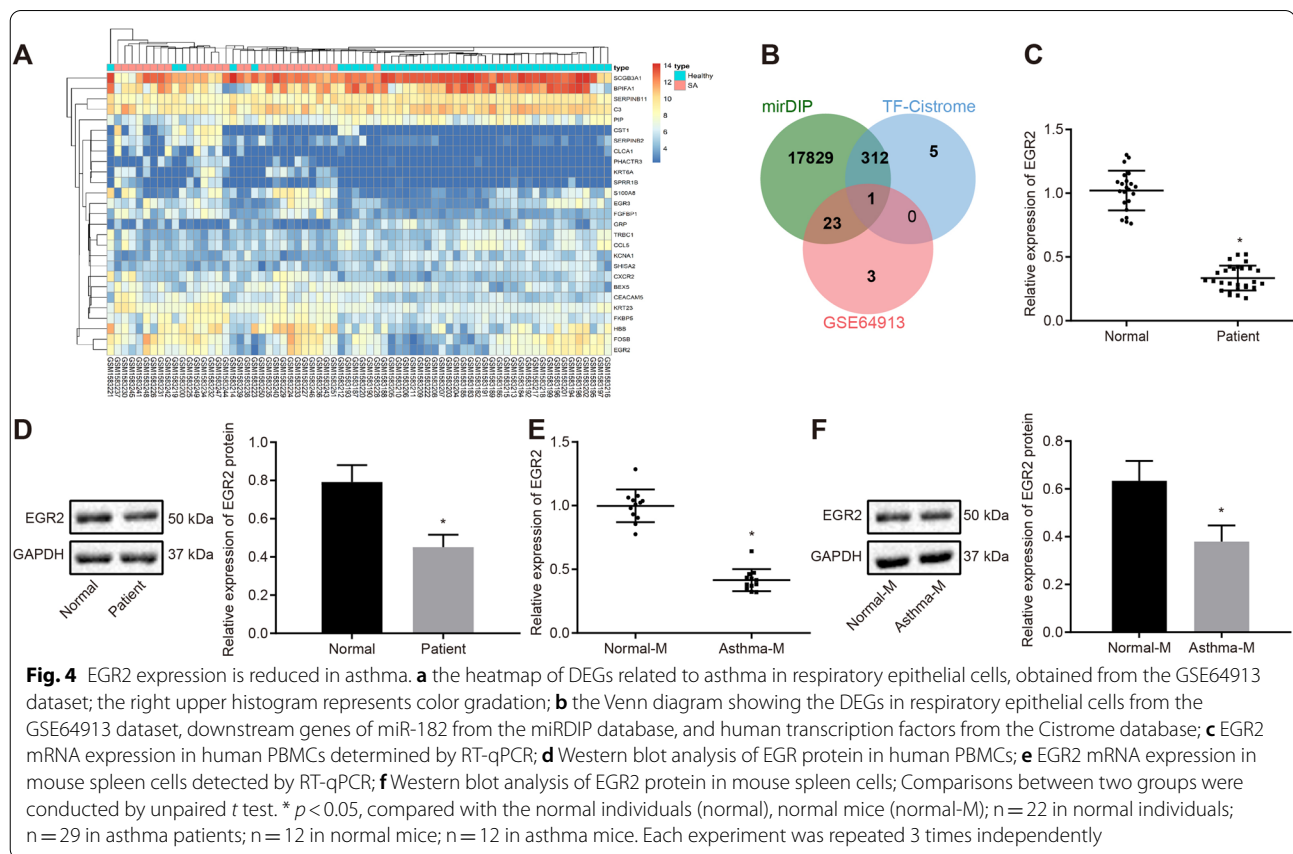 A
type
14
12
10
8
6
4
type
Healthy
SA
SCGB3A1
BPIFA1
SERPINB11
C3
PIP
CST1
SERPINB2
CLCA1
PHACTR3
KRT6A
SPRR1B
S100A8
EGR3
FGFBP1
GRP
TRBC1
CCL5
KCNA1
SHISA2
CXCR2
BEX5
CEACAM5
KRT23
FKBP5
HBB
FOSB
EGR2
B
mirDIP
TF-Cistrome
17829
312
5
1
23
0
3
GSE64913
C
Relative expression n of EGR2
1.5
1.0
0.5
0.0
*
Normal
Patient
D
EGR2
50 kDa
GAPDH
37 kDa
Normal
Patient
Relative expression of EGR2 protein
1.0
0.8
0.6
0.4
0.2
0.0
*
Normal
Patient
E
Relative expression of EGR2
1.5
1.0
0.5
0.0
*
Normal-M
Asthma-M
F
EGR2
50 kDa
GAPDH
37 kDa
Normal-M
Asthma-M
Relative expression of EGR2 protein
0.8
0.6
0.4
0.2
0.0
*
Normal-M
Asthma-M
Fig. 4 EGR2 expression is reduced in asthma. a the heatmap of DEGs related to asthma in respiratory epithelial cells, obtained from the GSE64913
dataset; the right upper histogram represents color gradation; b the Venn diagram showing the DEGs in respiratory epithelial cells from the
GSE64913 dataset, downstream genes of miR-182 from the miRDIP database, and human transcription factors from the Cistrome database; c EGR2
mRNA expression in human PBMCs determined by RT-qPCR; d Western blot analysis of EGR protein in human PBMCs; e EGR2 mRNA expression in
mouse spleen cells detected by RT-qPCR; f Western blot analysis of EGR2 protein in mouse spleen cells; Comparisons between two groups were
conducted by unpaired t test. * p < 0.05, compared with the normal individuals (normal), normal mice (normal-M); n = 22 in normal individuals;
n = 29 in asthma patients; n = 12 in normal mice; n = 12 in asthma mice. Each experiment was repeated 3 times independently